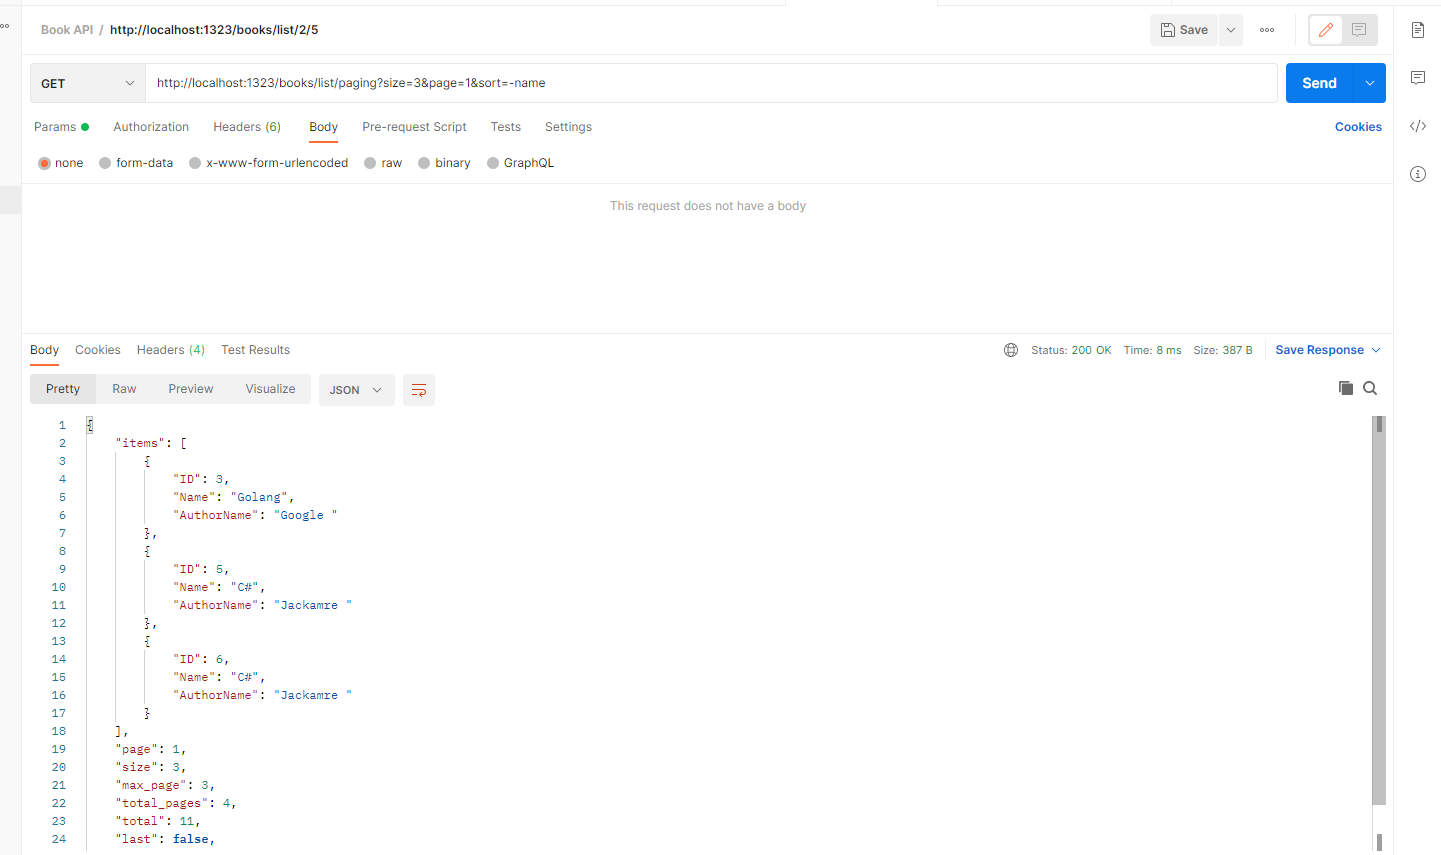 Book API / http://localhost:1323/books/list/2/5
Save
GET http://localhost:1323/books/list/paging?size=3&page=1&sort=-name Send
Params Authorization Headers (6) Body Pre-request Script Tests Settings Cookies
none form-data x-www-form-urlencoded raw binary GraphQL
This request does not have a body
Body Cookies Headers (4) Test Results Status: 200 OK Time: 8 ms Size: 387 B Save Response
Pretty Raw Preview Visualize JSON
1 {
2 "items": [
3 {
4 "ID": 3,
5 "Name": "Golang",
6 "AuthorName": "Google "
7 },
8 {
9 "ID": 5,
10 "Name": "C#",
11 "AuthorName": "Jackamre "
12 },
13 {
14 "ID": 6,
15 "Name": "C#",
16 "AuthorName": "Jackamre "
17 }
18 ],
19 "page": 1,
20 "size": 3,
21 "max_page": 3,
22 "total_pages": 4,
23 "total": 11,
24 "last": false,